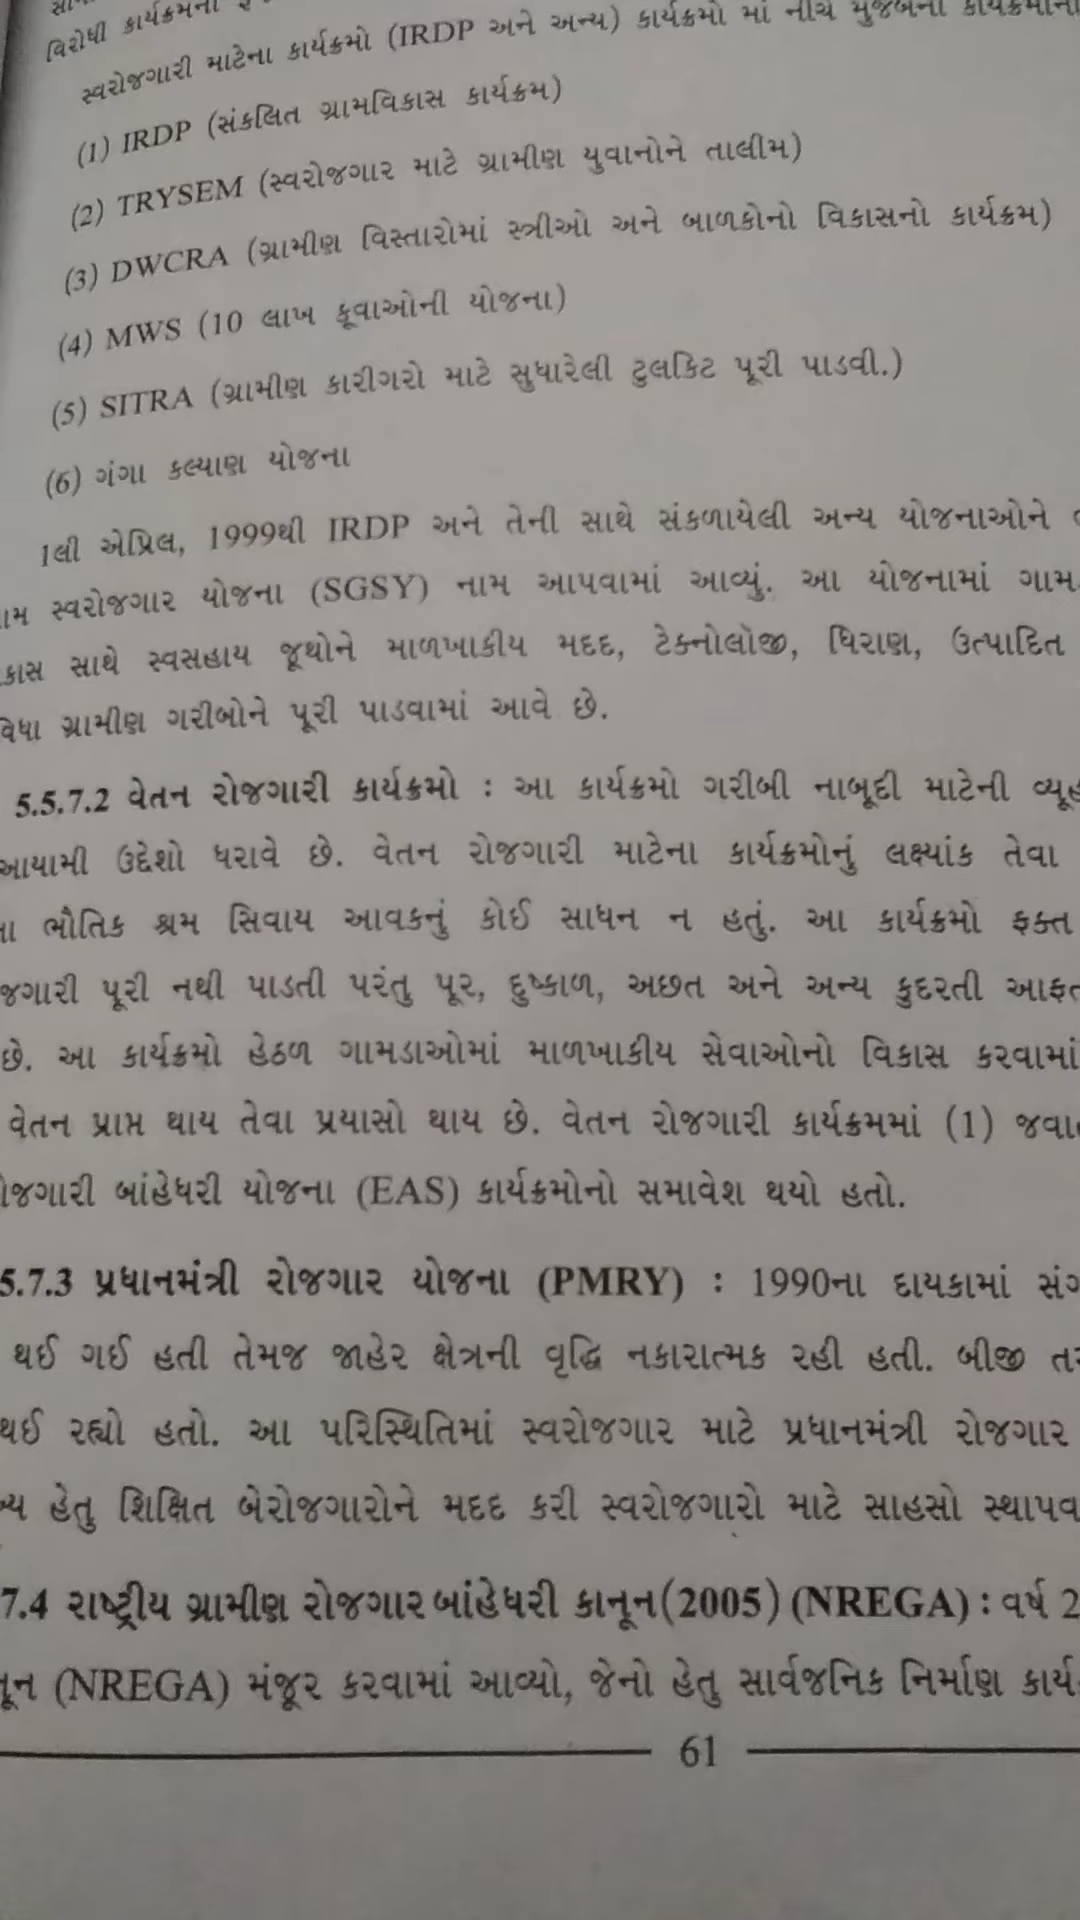 વિરોધી કાર્યક્રમના
સ્વરોજગારી માટેના કાર્યક્રમો (IRDP અને અન્ય) કાર્યક્રમો માં નીચે મુજબના કાર્યક્રમોનો
(1) IRDP (સંકલિત ગ્રામવિકાસ કાર્યક્રમ)
(2) TRYSEM (સ્વરોજગાર માટે ગ્રામીણ યુવાનોને તાલીમ)
(3) DWCRA (ગ્રામીણ વિસ્તારોમાં સ્ત્રીઓ અને બાળકોનો વિકાસનો કાર્યક્રમ)
(4) MWS (10 લાખ કૂવાઓની યોજના)
(5) SITRA (ગ્રામીણ કારીગરો માટે સુધારેલી ટુલકિટ પૂરી પાડવી.)
(6) ગંગા કલ્યાણ યોજના
1લી એપ્રિલ, 1999થી IRDP અને તેની સાથે સંકળાયેલી અન્ય યોજનાઓને
ામ સ્વરોજગાર યોજના (SGSY) નામ આપવામાં આવ્યું. આ યોજનામાં ગામ
કાસ સાથે સ્વસહાય જૂથોને માળખાકીય મદદ, ટેક્નોલૉજી, ધિરાણ, ઉત્પાદિત
વિધા ગ્રામીણ ગરીબોને પૂરી પાડવામાં આવે છે.
5.5.7.2 વેતન રોજગારી કાર્યક્રમો : આ કાર્યક્રમો ગરીબી નાબૂદી માટેની વ્યૂહ
આયામી ઉદ્દેશો ધરાવે છે. વેતન રોજગારી માટેના કાર્યક્રમોનું લક્ષ્યાંક તેવા
ભૌતિક શ્રમ સિવાય આવકનું કોઈ સાધન ન હતું. આ કાર્યક્રમો ફક્ત
જગારી પૂરી નથી પાડતી પરંતુ પૂર, દુષ્કાળ, અછત અને અન્ય કુદરતી આફત
છે. આ કાર્યક્રમો હેઠળ ગામડાઓમાં માળખાકીય સેવાઓનો વિકાસ કરવામાં
વેતન પ્રાપ્ત થાય તેવા પ્રયાસો થાય છે. વેતન રોજગારી કાર્યક્રમમાં (1) જવા
ોજગારી બાંહેધરી યોજના (EAS) કાર્યક્રમોનો સમાવેશ થયો હતો.
5.7.3 પ્રધાનમંત્રી રોજગાર યોજના (PMRY) : 1990ના દાયકામાં સંગ
થઈ ગઈ હતી તેમજ જાહેર ક્ષેત્રની વૃદ્ધિ નકારાત્મક રહી હતી. બીજી તર
થઈ રહ્યો હતો. આ પરિસ્થિતિમાં સ્વરોજગાર માટે પ્રધાનમંત્રી રોજગાર
ય હેતુ શિક્ષિત બેરોજગારોને મદદ કરી સ્વરોજગારો માટે સાહસો સ્થાપવા
7.4 રાષ્ટ્રીય ગ્રામીણ રોજગાર બાંહેધરી કાનૂન(2005) (NREGA) : વર્ષ 2
નૂન (NREGA) મંજૂર કરવામાં આવ્યો, જેનો હેતુ સાર્વજનિક નિર્માણ કાર્ય
61